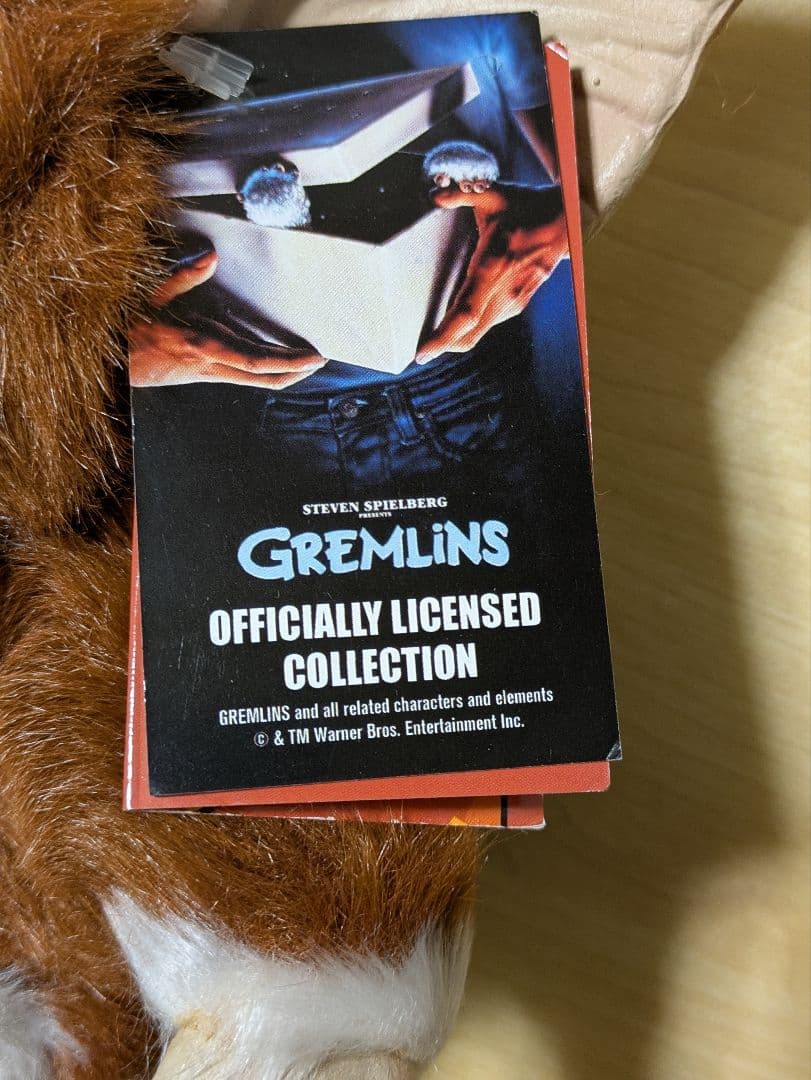 STEVEN SPIELBERG
PRESENTS
GREMLiNS
OFFICIALLY LICENSED
COLLECTION
GREMLINS and all related characters and elements
© & TM Warner Bros. Entertainment Inc.